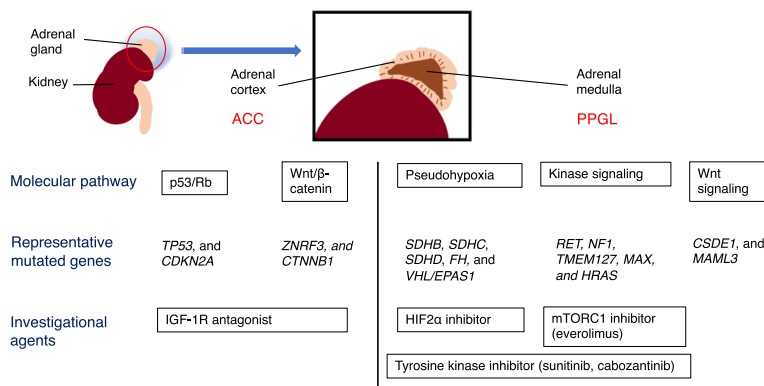 Adrenal
gland
Kidney
Adrenal
cortex
ACC
Adrenal
medulla
PPGL
Molecular pathway
p53/Rb
Wnt/β-
catenin
Pseudohypoxia
Kinase signaling
Wnt
signaling
Representative
mutated genes
TP53, and
CDKN2A
ZNRF3, and
CTNNB1
SDHB, SDHC,
SDHD, FH, and
VHL/EPAS1
RET, NF1,
TMEM127, MAX,
and HRAS
CSDE1, and
MAML3
Investigational
agents
IGF-1R antagonist
HIF2α inhibitor
mTORC1 inhibitor
(everolimus)
Tyrosine kinase inhibitor (sunitinib, cabozantinib)